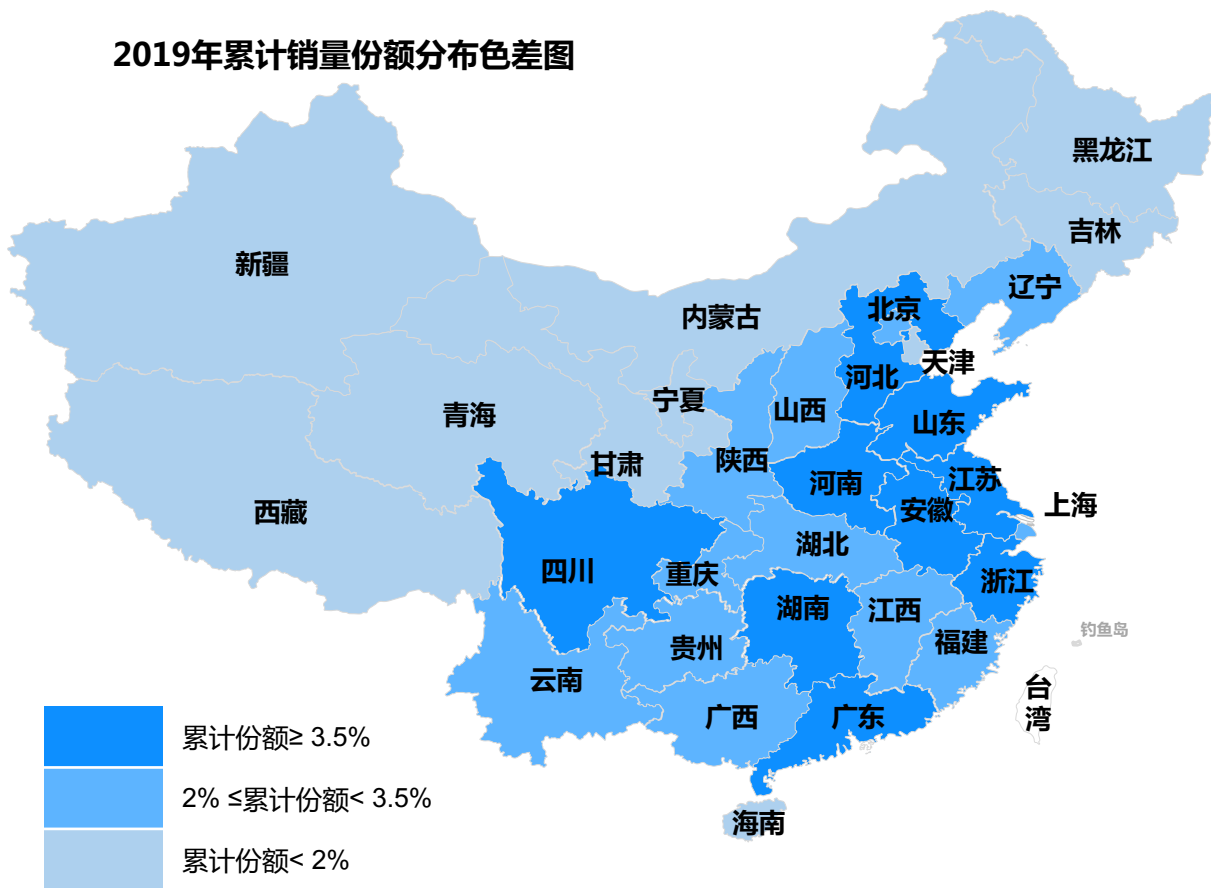 2019年累计销量份额分布色差图
黑龙江
吉林
新疆
辽宁
北京
内蒙古
天津
河北
宁夏
山西
青海
山东
陕西
甘肃
江苏
河南
上海
安徽
西藏
湖北
四川
重庆
浙江
湖南
江西
钓鱼岛
福建
贵州
云南
台
湾
广西
广东
累计份额≥ 3.5%
2% ≤累计份额< 3.5%
海南
累计份额< 2%